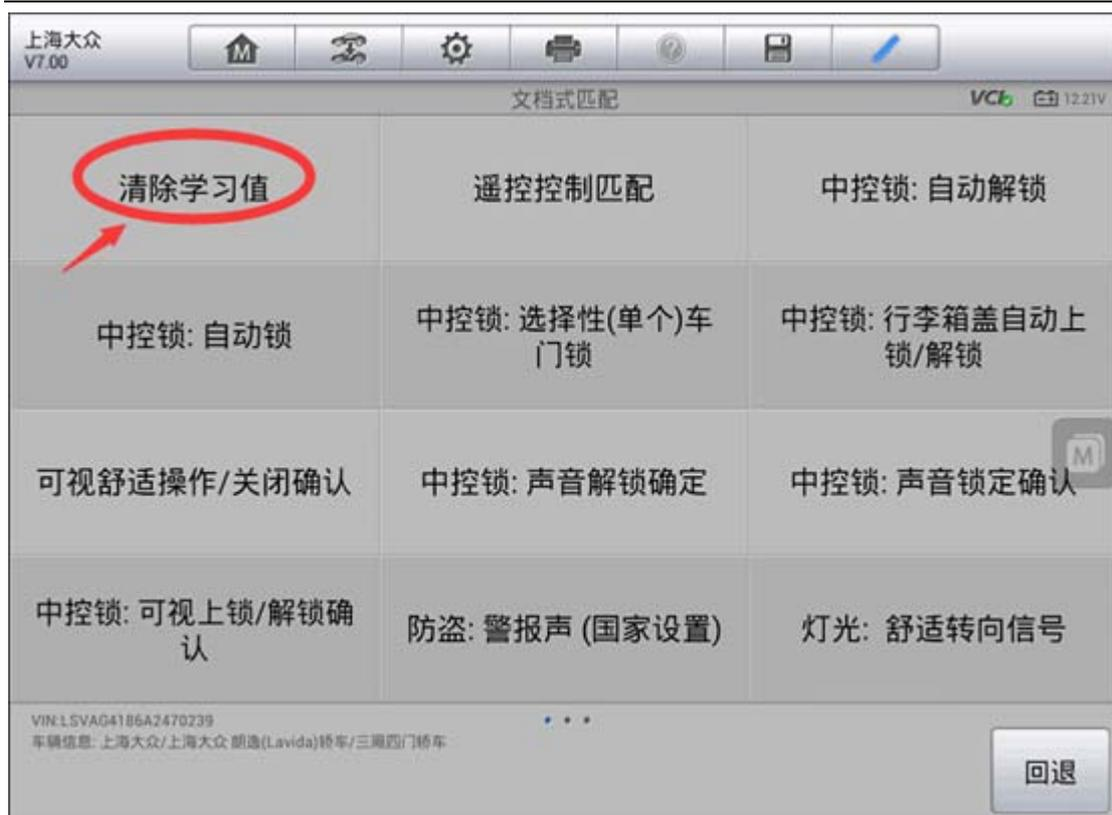 上海大众
V7.00
文档式匹配
VCI
12.21V
清除学习值
遥控控制匹配
中控锁: 自动解锁
中控锁: 自动锁
中控锁: 选择性(单个)车
门锁
中控锁: 行李箱盖自动上
锁/解锁
可视舒适操作/关闭确认
中控锁: 声音解锁确定
中控锁: 声音锁定确认
M
中控锁: 可视上锁/解锁确
认
防盗: 警报声 (国家设置)
灯光: 舒适转向信号
VIN:LSVAG4186A2470239
车辆信息: 上海大众/上海大众 朗逸(Lavida)轿车/三厢四门轿车
回退